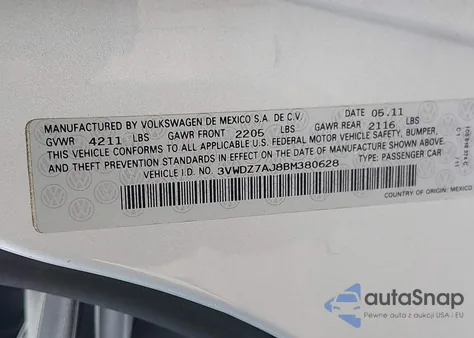 MANUFACTURED BY VOLKSWAGEN DE MEXICO S.A. DE C.V. DATE 05.11
GVWR 4211 LBS GAWR FRONT 2205 LBS GAWR REAR 2116 LBS
THIS VEHICLE CONFORMS TO ALL APPLICABLE U.S. FEDERAL MOTOR VEHICLE SAFETY, BUMPER,
AND THEFT PREVENTION STANDARDS IN EFFECT ON THE DATE OF MANUFACTURE SHOWN ABOVE.
VEHICLE I.D. NO. 3VWDZ7AJ8BM380628 TYPE: PASSENGER CAR
COUNTRY OF ORIGIN: MEXICO
autoSnap
Pewne auta z aukcji USA i EU